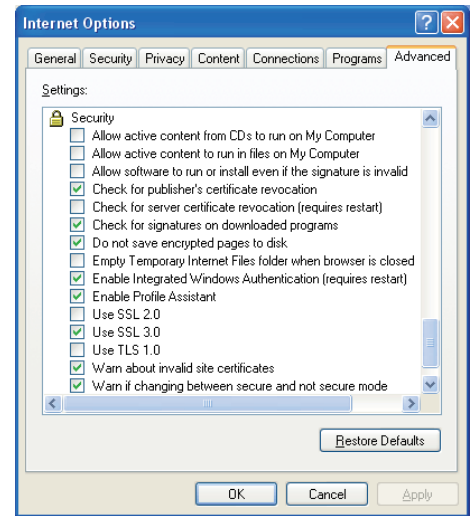 Internet Options
General Security Privacy Content Connections Programs Advanced
Settings:
Security
Allow active content from CDs to run on My Computer
Allow active content to run in files on My Computer
Allow software to run or install even if the signature is invalid
Check for publisher's certificate revocation
Check for server certificate revocation (requires restart)
Check for signatures on downloaded programs
Do not save encrypted pages to disk
Empty Temporary Internet Files folder when browser is closed
Enable Integrated Windows Authentication (requires restart)
Enable Profile Assistant
Use SSL 2.0
Use SSL 3.0
Use TLS 1.0
Warn about invalid site certificates
Warn if changing between secure and not secure mode
Restore Defaults
OK Cancel Apply